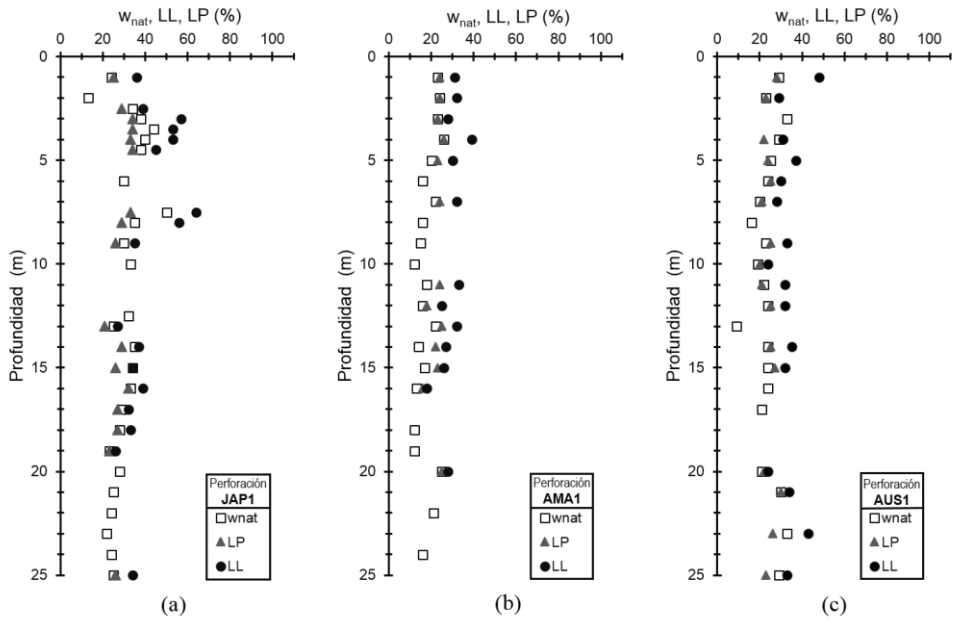 w_nat, LL, LP (%)
0 20 40 60 80 100
0
5
10
15
20
25
Profundidad (m)
Perforación
JAP1
wnat
LP
LL
(a)
w_nat, LL, LP (%)
0 20 40 60 80 100
0
5
10
15
20
25
Profundidad (m)
Perforación
AMA1
wnat
LP
LL
(b)
w_nat, LL, LP (%)
0 20 40 60 80 100
0
5
10
15
20
25
Profundidad (m)
Perforación
AUS1
wnat
LP
LL
(c)